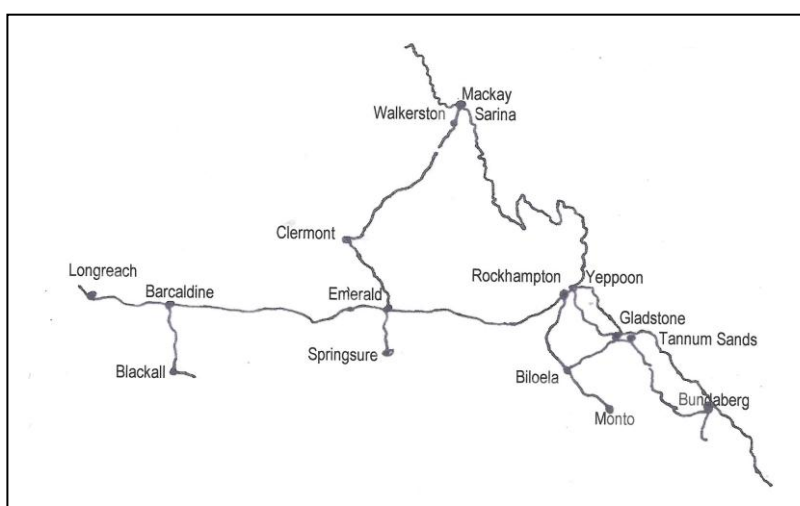 Mackay
Walkerston
Sarina
Clermont
Longreach
Barcaldine
Emerald
Rockhampton
Yeppoon
Gladstone
Tannum Sands
Springsure
Blackall
Biloela
Bundaberg
Monto